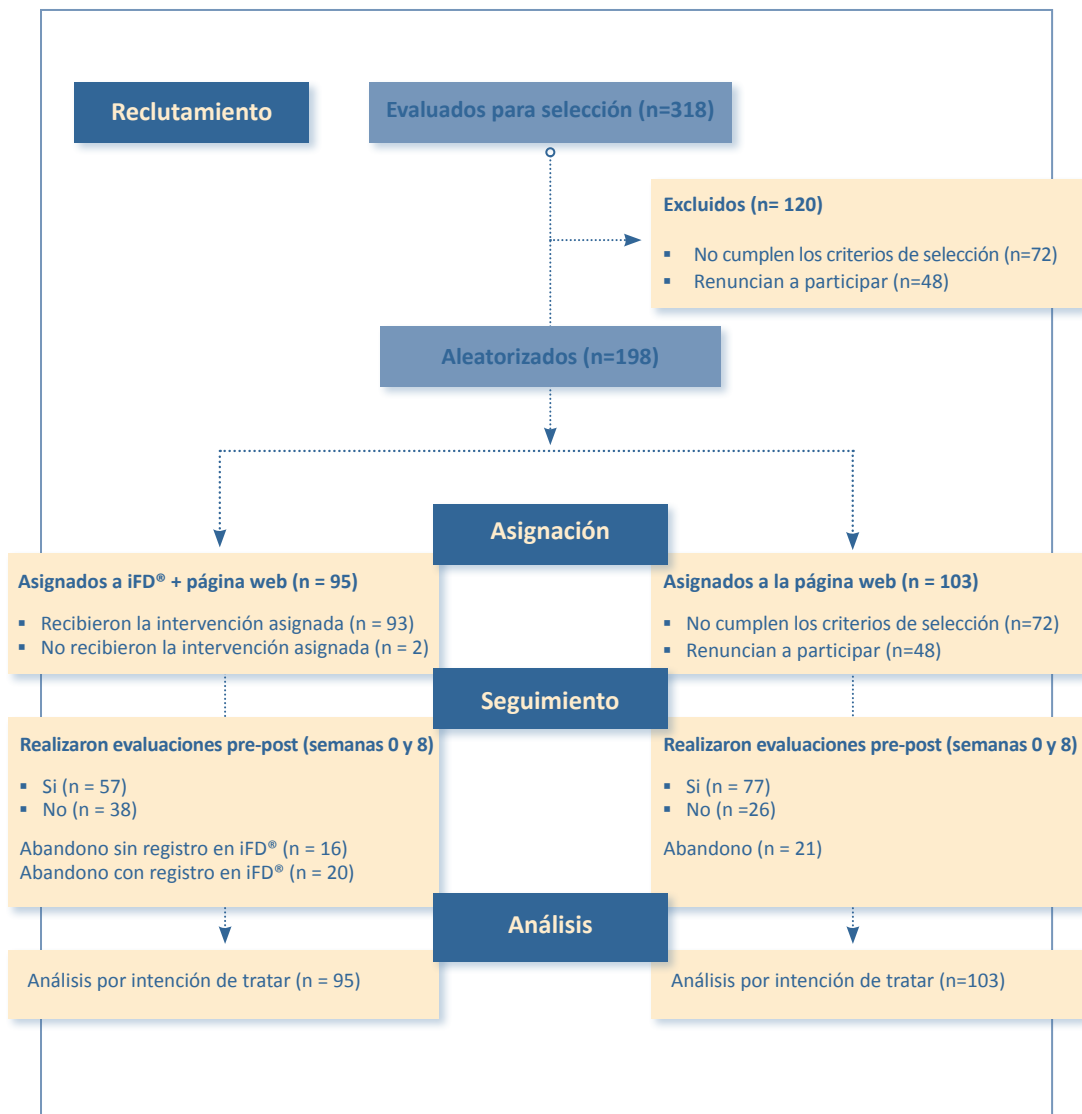 Reclutamiento
Evaluados para selección (n=318)
Excluidos (n= 120)
▪ No cumplen los criterios de selección (n=72)
▪ Renuncian a participar (n=48)
Aleatorizados (n=198)
Asignación
Asignados a iFD® + página web (n = 95)
▪ Recibieron la intervención asignada (n = 93)
▪ No recibieron la intervención asignada (n = 2)
Asignados a la página web (n = 103)
▪ No cumplen los criterios de selección (n=72)
▪ Renuncian a participar (n=48)
Seguimiento
Realizaron evaluaciones pre-post (semanas 0 y 8)
▪ Si (n = 57)
▪ No (n = 38)
Abandono sin registro en iFD® (n = 16)
Abandono con registro en iFD® (n = 20)
Realizaron evaluaciones pre-post (semanas 0 y 8)
▪ Si (n = 77)
▪ No (n =26)
Abandono (n = 21)
Análisis
Análisis por intención de tratar (n = 95)
Análisis por intención de tratar (n=103)